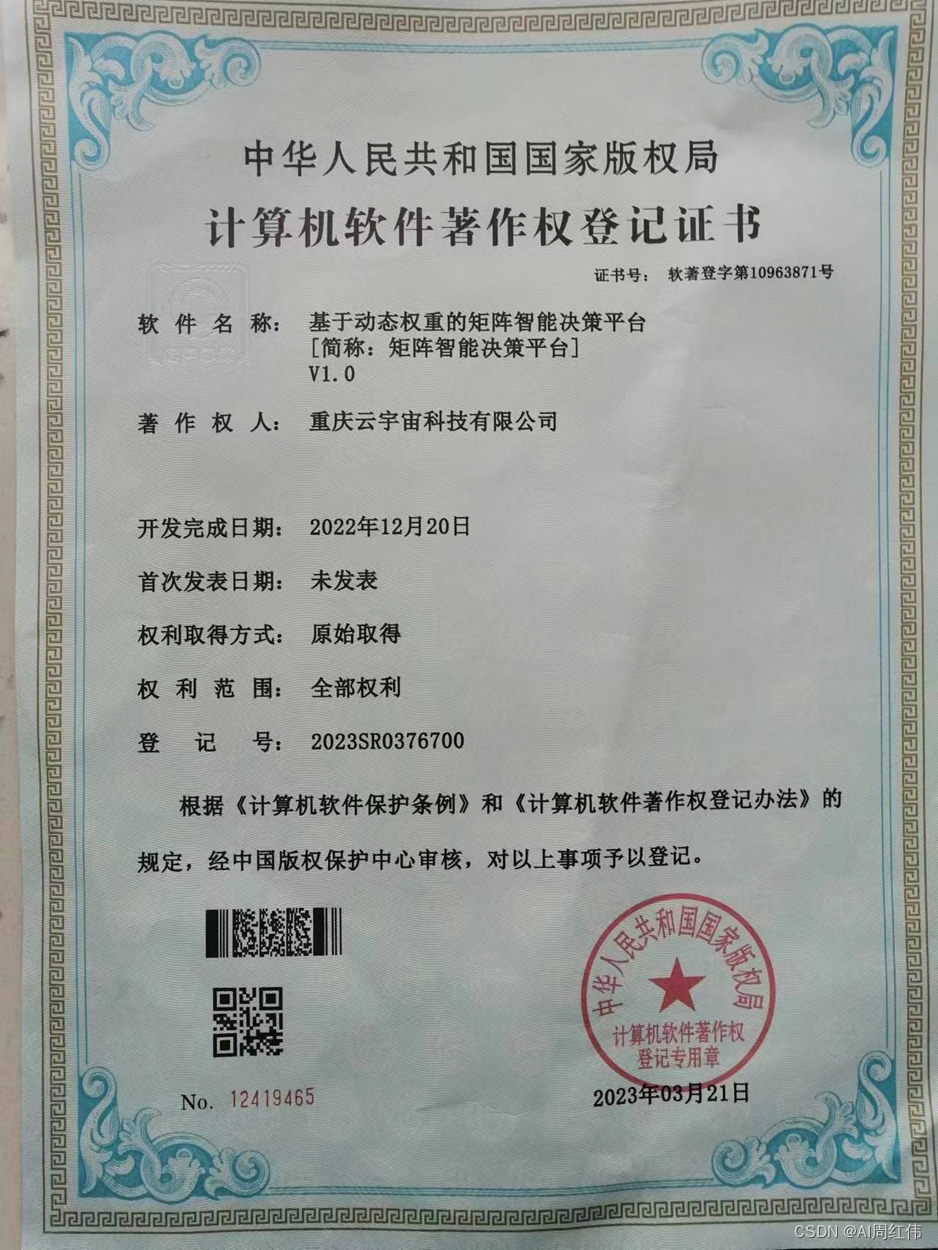 中华人民共和国国家版权局
计算机软件著作权登记证书
证书号： 软著登字第10963871号
软件名称： 基于动态权重的矩阵智能决策平台
[简称：矩阵智能决策平台]
V1.0
著作权人： 重庆云宇宙科技有限公司
开发完成日期： 2022年12月20日
首次发表日期： 未发表
权利取得方式： 原始取得
权利范围： 全部权利
登记号： 2023SR0376700
根据《计算机软件保护条例》和《计算机软件著作权登记办法》的
规定，经中国版权保护中心审核，对以上事项予以登记。
中华人民共和国国家版权局
计算机软件著作权
登记专用章
No. 12419465
2023年03月21日
CSDN @AI周红伟